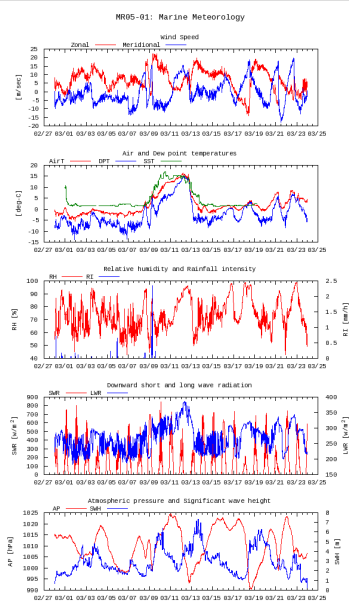 MR05-01: Marine Meteorology
Wind Speed
Zonal Meridional
[m/sec]
25
20
15
10
5
0
-5
-10
-15
-20
02/27 03/01 03/03 03/05 03/07 03/09 03/11 03/13 03/15 03/17 03/19 03/21 03/23 03/25
Air and Dew point temperatures
AirT DPT SST
[deg-C]
20
15
10
5
0
-5
-10
-15
02/27 03/01 03/03 03/05 03/07 03/09 03/11 03/13 03/15 03/17 03/19 03/21 03/23 03/25
Relative humidity and Rainfall intensity
RH RI
RH [%]
100
90
80
70
60
50
40
2.5
2
1.5
1
0.5
0
RI [mm/h]
02/27 03/01 03/03 03/05 03/07 03/09 03/11 03/13 03/15 03/17 03/19 03/21 03/23 03/25
Downward short and long wave radiation
SWR LWR
SWR [w/m²]
900
800
700
600
500
400
300
200
100
0
400
350
300
250
200
150
LWR [w/m²]
02/27 03/01 03/03 03/05 03/07 03/09 03/11 03/13 03/15 03/17 03/19 03/21 03/23 03/25
Atmospheric pressure and Significant wave height
AP SWH
AP [hPa]
1025
1020
1015
1010
1005
1000
995
990
8
7
6
5
4
3
2
1
0
SWH [m]
02/27 03/01 03/03 03/05 03/07 03/09 03/11 03/13 03/15 03/17 03/19 03/21 03/23 03/25